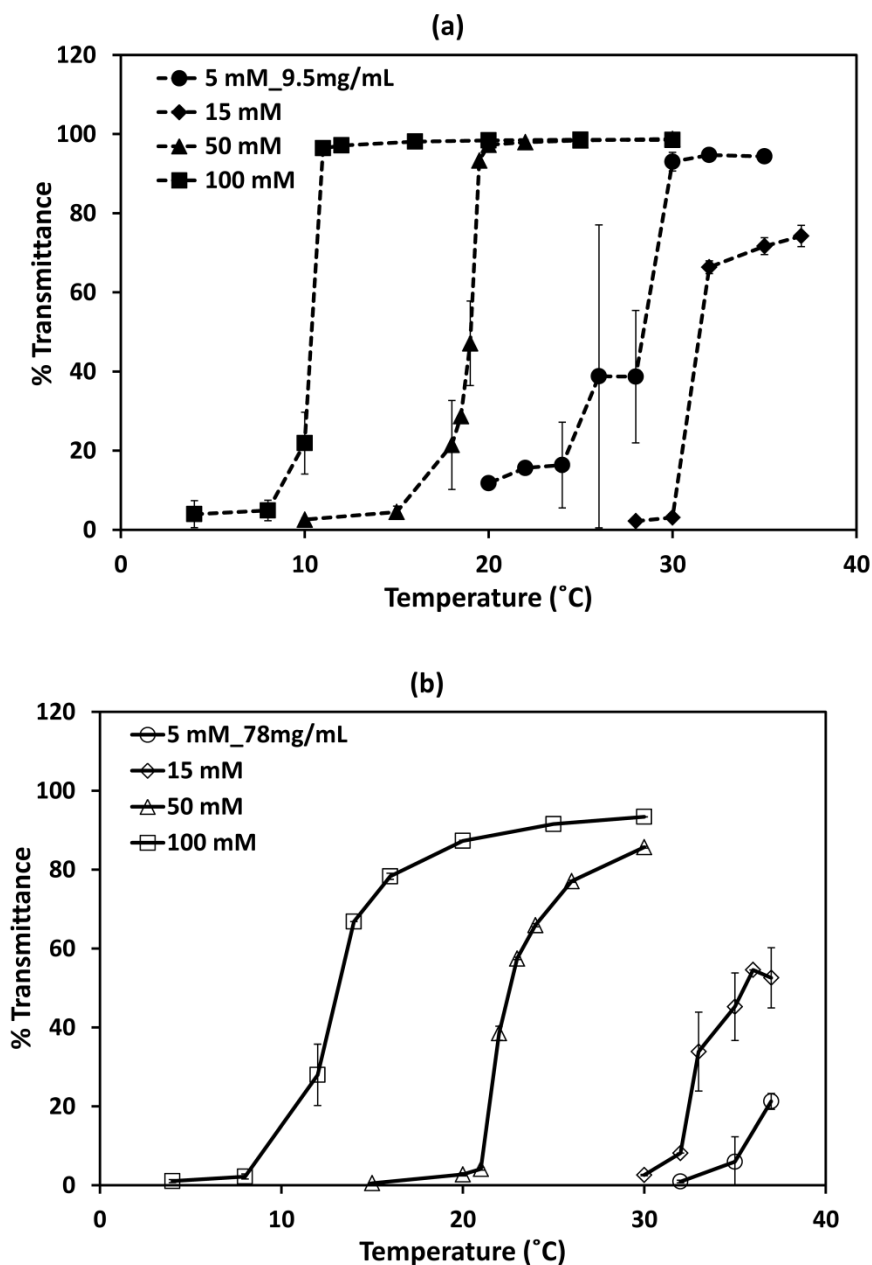 (a)
120
100
80
60
40
20
0
% Transmittance
5 mM_9.5mg/mL
15 mM
50 mM
100 mM
0 10 20 30 40
Temperature (˚C)
(b)
120
100
80
60
40
20
0
% Transmittance
5 mM_78mg/mL
15 mM
50 mM
100 mM
0 10 20 30 40
Temperature (˚C)